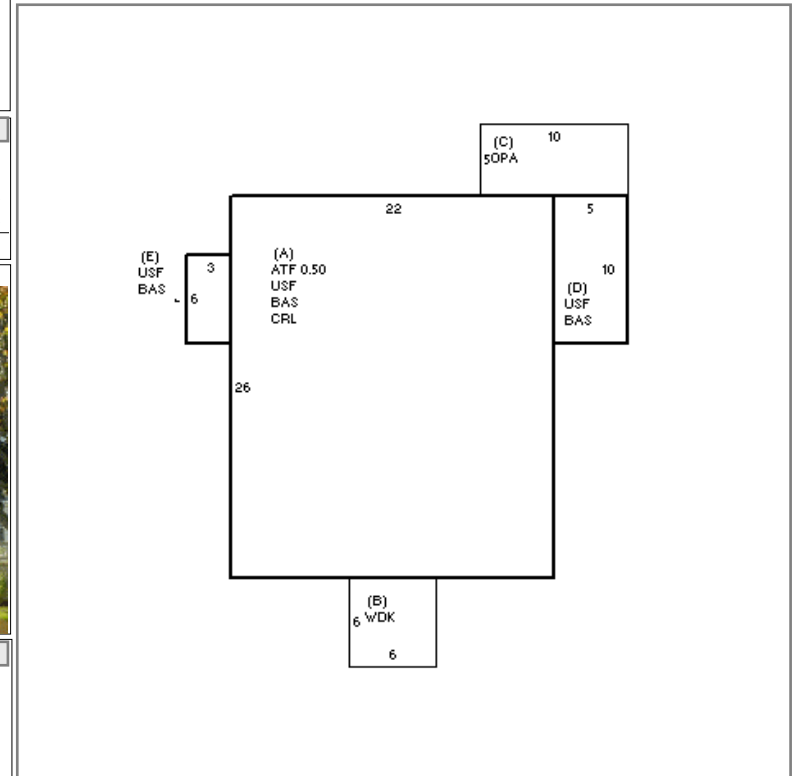 (C)
10
5OPA
22
5
(E)
USF
BAS
3
6
(A)
ATF 0.50
USF
BAS
CRL
10
(D)
USF
BAS
26
(B)
6 WDK
6